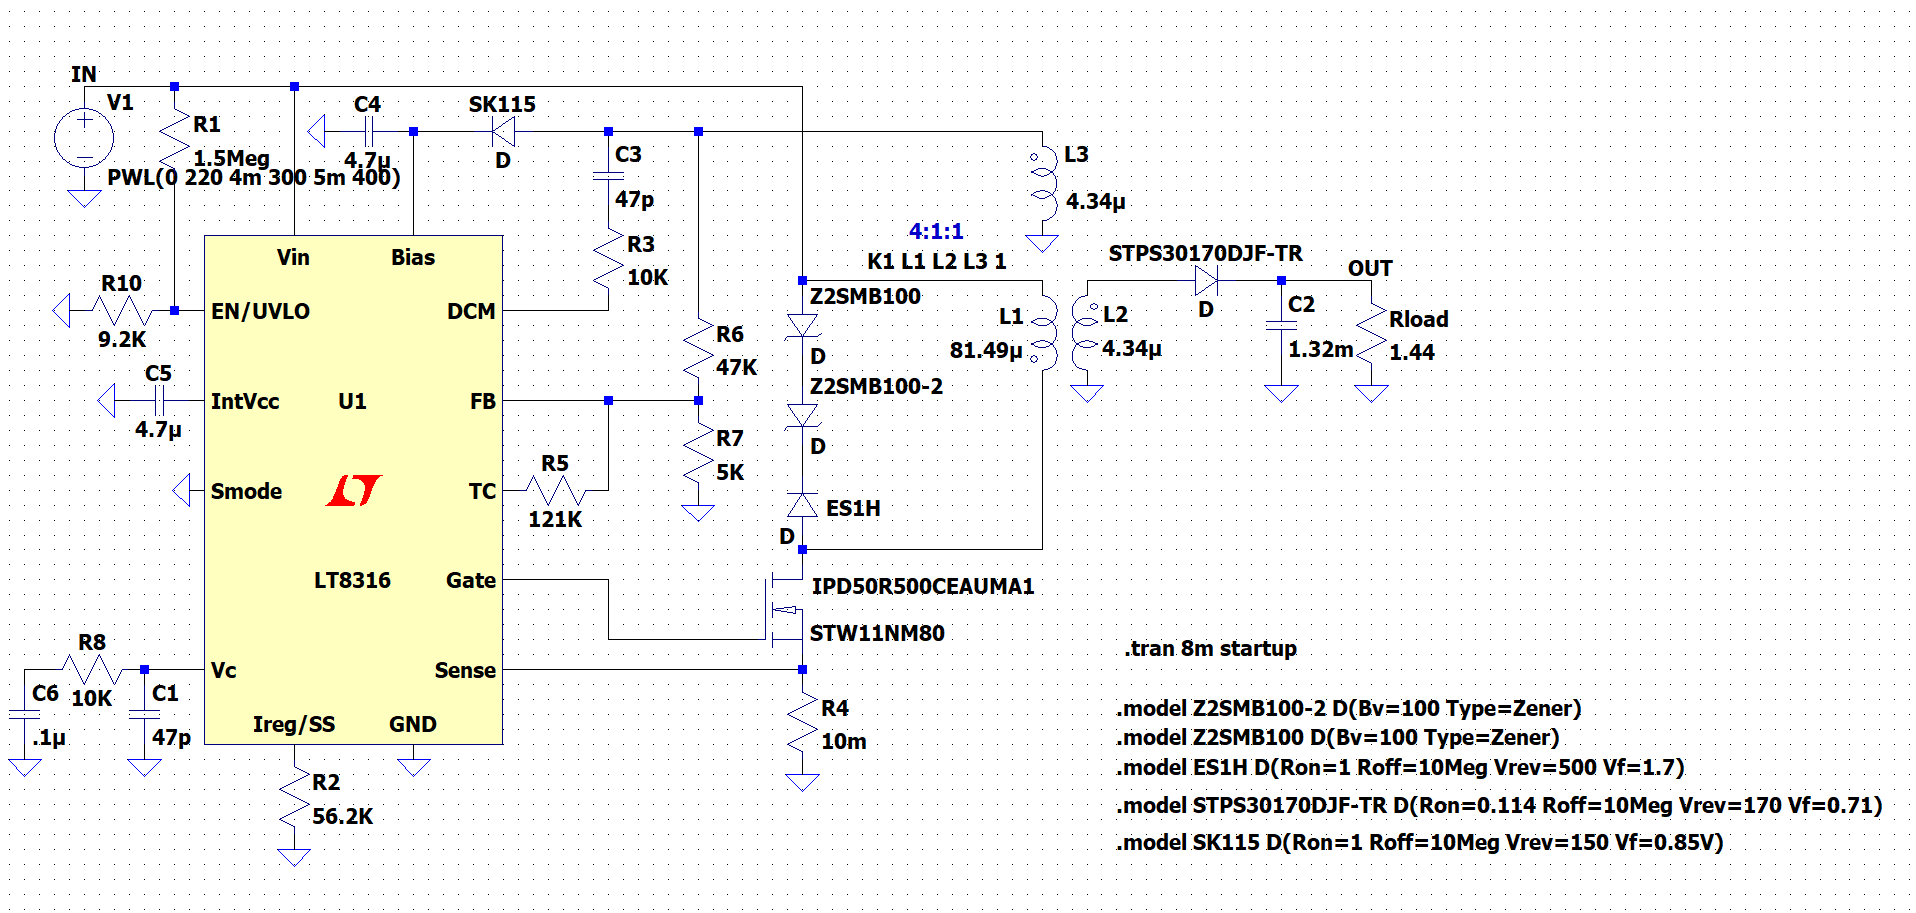 IN
V1
PWL(0 220 4m 300 5m 400)
R1
1.5Meg
C4
4.7µ
SK115
D
C3
47p
R3
10K
L3
4.34µ
4:1:1
K1 L1 L2 L3 1
STPS30170DJF-TR
D
OUT
Vin
Bias
R10
9.2K
EN/UVLO
DCM
R6
47K
Z2SMB100
D
L1
81.49µ
L2
4.34µ
C2
1.32m
Rload
1.44
C5
4.7µ
IntVcc
U1
FB
Z2SMB100-2
D
R7
5K
Smode
TC
R5
121K
ES1H
D
LT8316
Gate
IPD50R500CEAUMA1
STW11NM80
R8
10K
Vc
Sense
C6
.1µ
C1
47p
Ireg/SS
GND
R4
10m
R2
56.2K
.tran 8m startup
.model Z2SMB100-2 D(Bv=100 Type=Zener)
.model Z2SMB100 D(Bv=100 Type=Zener)
.model ES1H D(Ron=1 Roff=10Meg Vrev=500 Vf=1.7)
.model STPS30170DJF-TR D(Ron=0.114 Roff=10Meg Vrev=170 Vf=0.71)
.model SK115 D(Ron=1 Roff=10Meg Vrev=150 Vf=0.85V)